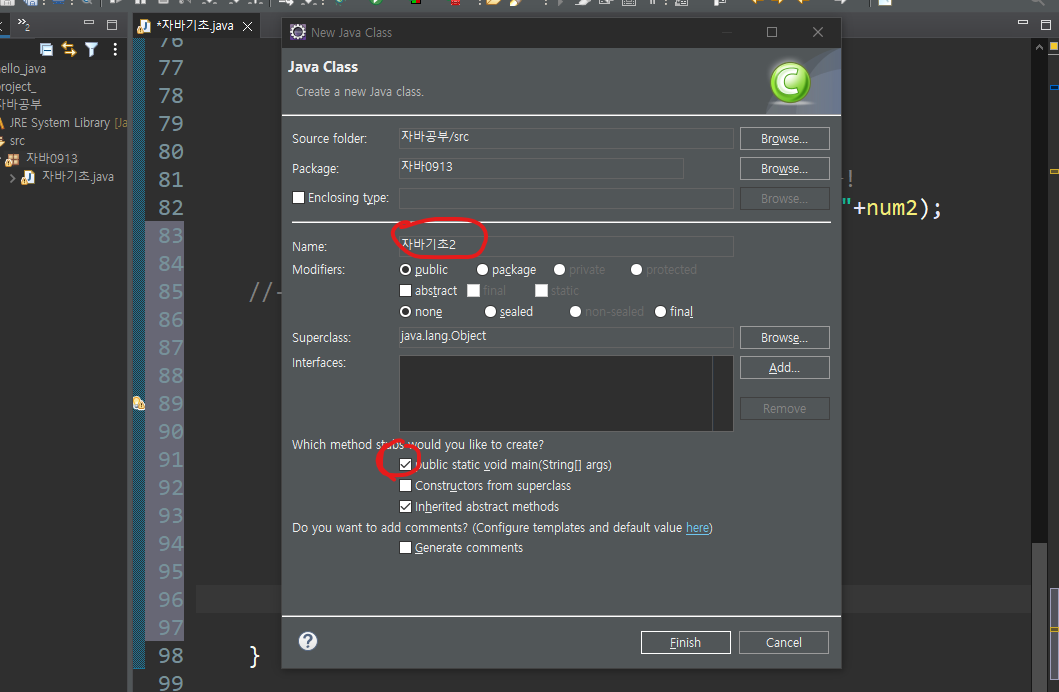 *자바기초.java
New Java Class
Java Class
Create a new Java class.
ello_java
roject_
자바공부
JRE System Library [Ja
src
자바0913
자바기초.java
76
77
78
79
80
81
!
82
"+num2);
83
84
85
//-
86
87
88
89
90
91
92
93
94
95
96
97
98
}
99
Source folder:
자바공부/src
Browse...
Package:
자바0913
Browse...
Enclosing type:
Browse...
Name:
자바기초2
Modifiers:
public
package
private
protected
abstract
final
static
none
sealed
non-sealed
final
Superclass:
java.lang.Object
Browse...
Interfaces:
Add...
Remove
Which method stubs would you like to create?
public static void main(String[] args)
Constructors from superclass
Inherited abstract methods
Do you want to add comments? (Configure templates and default value here)
Generate comments
?
Finish
Cancel